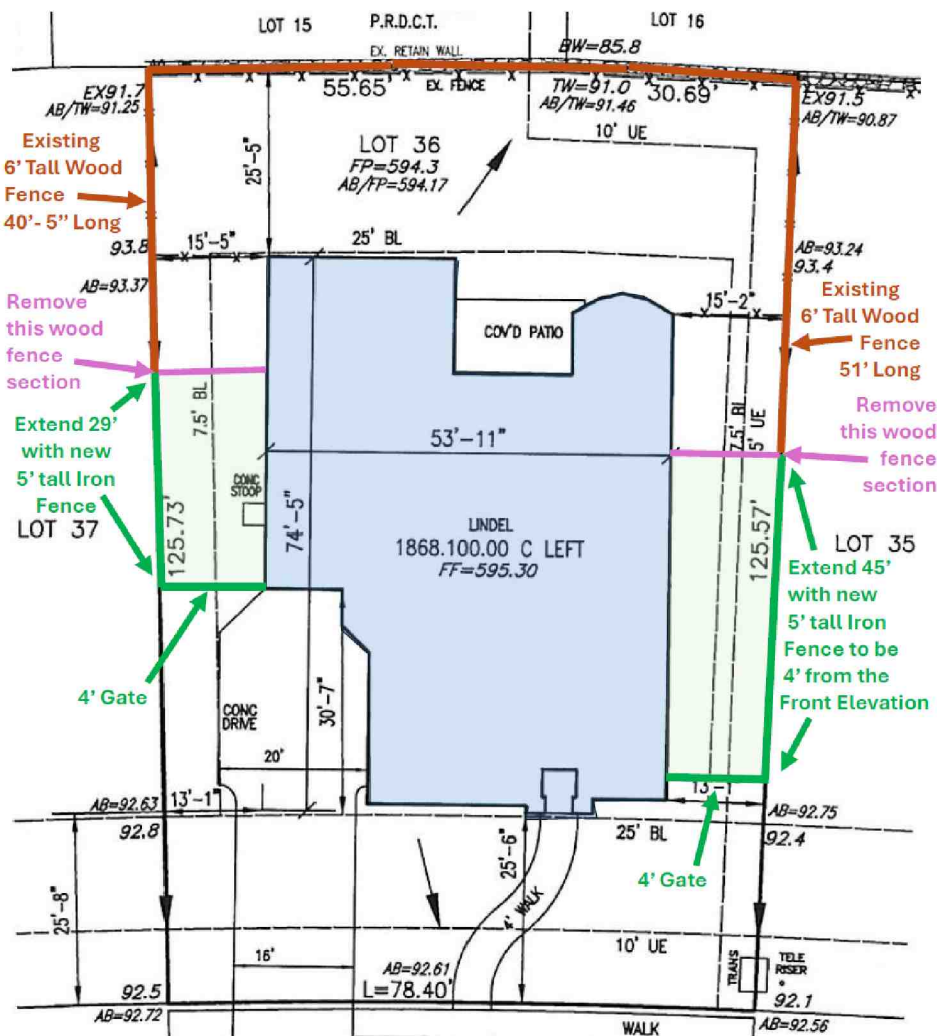 LOT 15
P.R.D.C.T.
LOT 16
EX. RETAIN WALL
BW=85.8
55.65'
EX. FENCE
TW=91.0
AB/TW=91.46
30.69'
EX91.7
AB/TW=91.25
EX91.5
AB/TW=90.87
10' UE
Existing
6' Tall Wood
Fence
40'- 5" Long
25'-5"
LOT 36
FP=594.3
AB/FP=594.17
93.8
15'-5"
25' BL
AB=93.24
93.4
AB=93.37
15'-2"
Existing
6' Tall Wood
Fence
51' Long
Remove
this wood
fence
section
COV'D PATIO
Remove
this wood
fence
section
7.5' BL
7.5' BL
5' UE
Extend 29'
with new
5' tall Iron
Fence
53'-11"
CONC
STOOP
LOT 37
125.73'
74'-5"
LINDEL
1868.100.00 C LEFT
FF=595.30
125.57'
LOT 35
Extend 45'
with new
5' tall Iron
Fence to be
4' from the
Front Elevation
4' Gate
CONC
DRIVE
30'-7"
20'
AB=92.63
13'-1"
92.8
13'-1
AB=92.75
92.4
25' BL
4' Gate
25'-8"
25'-6"
4' WALK
10' UE
16'
AB=92.61
L=78.40'
TRANS
TELE
RISER
92.5
AB=92.72
92.1
AB=92.56
WALK